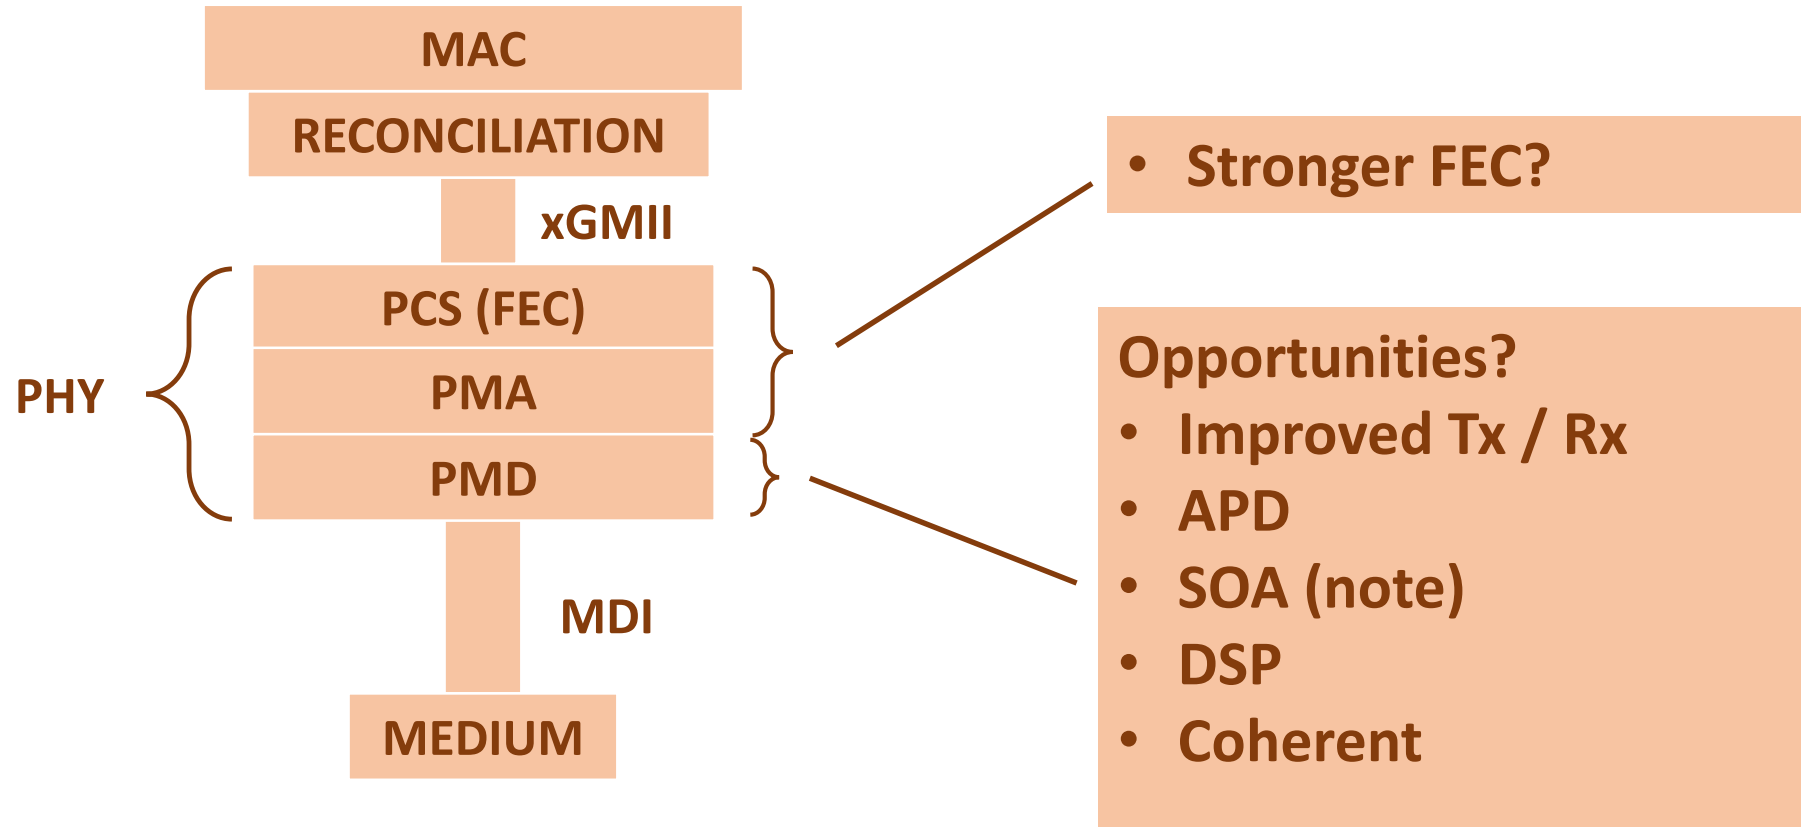 MAC
RECONCILIATION
xGMII
PHY
PCS (FEC)
PMA
PMD
MDI
MEDIUM
• Stronger FEC?
Opportunities?
• Improved Tx / Rx
• APD
• SOA (note)
• DSP
• Coherent